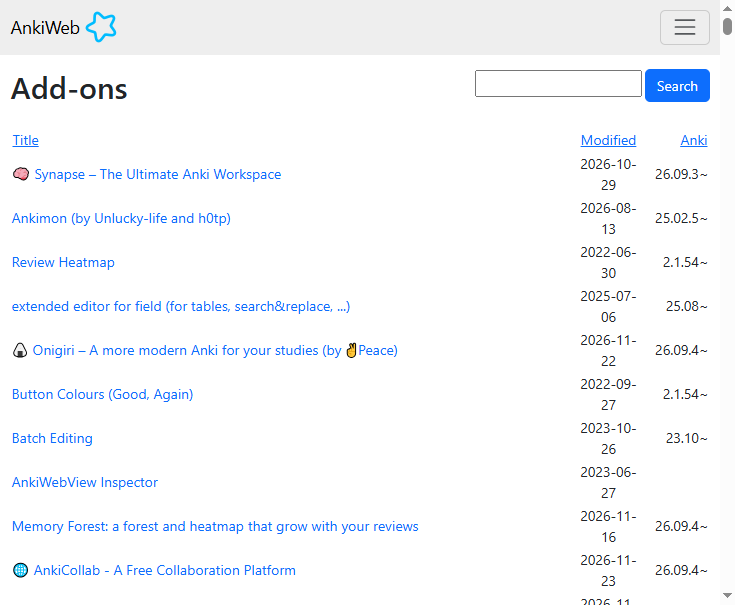 AnkiWeb
Add-ons
Search
Title Modified Anki
🧠 Synapse – The Ultimate Anki Workspace 2026-10-29 26.09.3~
Ankimon (by Unlucky-life and h0tp) 2026-08-13 25.02.5~
Review Heatmap 2022-06-30 2.1.54~
extended editor for field (for tables, search&replace, ...) 2025-07-06 25.08~
🍙 Onigiri – A more modern Anki for your studies (by ✌Peace) 2026-11-22 26.09.4~
Button Colours (Good, Again) 2022-09-27 2.1.54~
Batch Editing 2023-10-26 23.10~
AnkiWebView Inspector 2023-06-27
Memory Forest: a forest and heatmap that grow with your reviews 2026-11-16 26.09.4~
🌐 AnkiCollab - A Free Collaboration Platform 2026-11-23 26.09.4~